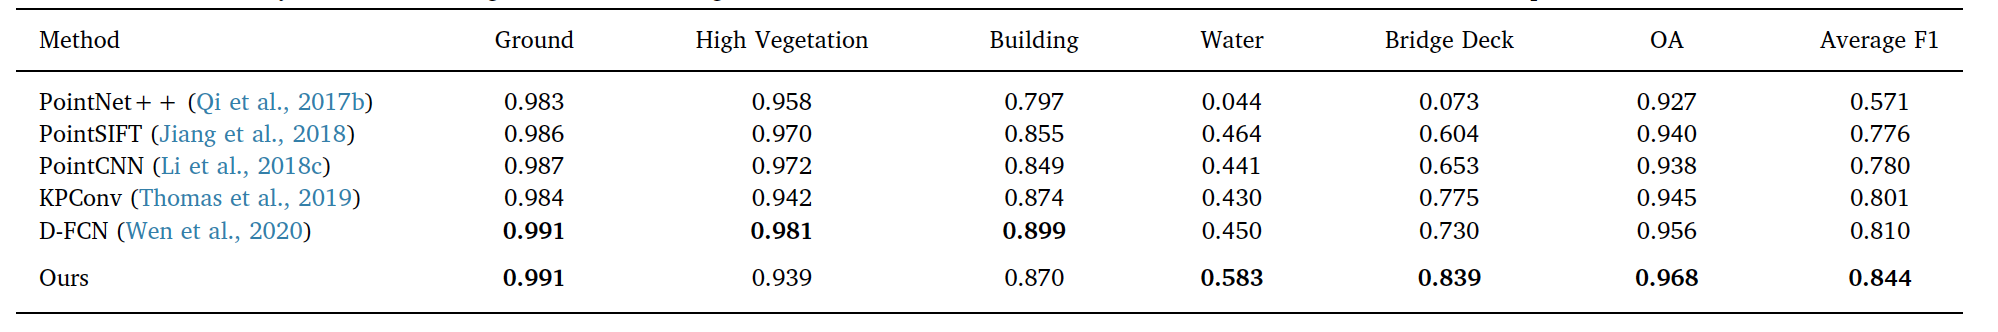 Method Ground High Vegetation Building Water Bridge Deck OA Average F1
PointNet++ (Qi et al., 2017b) 0.983 0.958 0.797 0.044 0.073 0.927 0.571
PointSIFT (Jiang et al., 2018) 0.986 0.970 0.855 0.464 0.604 0.940 0.776
PointCNN (Li et al., 2018c) 0.987 0.972 0.849 0.441 0.653 0.938 0.780
KPConv (Thomas et al., 2019) 0.984 0.942 0.874 0.430 0.775 0.945 0.801
D-FCN (Wen et al., 2020) 0.991 0.981 0.899 0.450 0.730 0.956 0.810
Ours 0.991 0.939 0.870 0.583 0.839 0.968 0.844